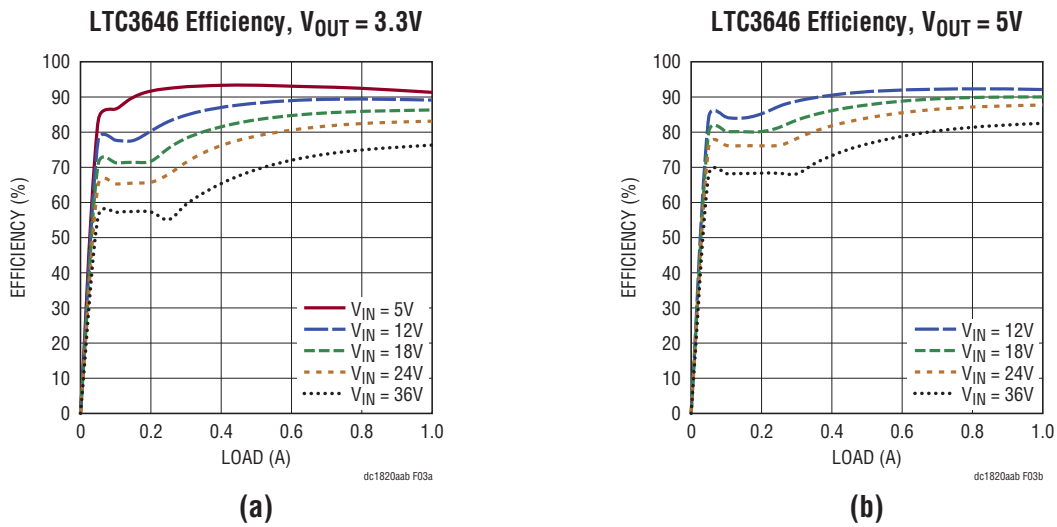 LTC3646 Efficiency, VOUT = 3.3V
100
90
80
70
60
50
40
30
20
10
0
EFFICIENCY (%)
VIN = 5V
VIN = 12V
VIN = 18V
VIN = 24V
VIN = 36V
0 0.2 0.4 0.6 0.8 1.0
LOAD (A)
dc1820aab F03a
(a)
LTC3646 Efficiency, VOUT = 5V
100
90
80
70
60
50
40
30
20
10
0
EFFICIENCY (%)
VIN = 12V
VIN = 18V
VIN = 24V
VIN = 36V
0 0.2 0.4 0.6 0.8 1.0
LOAD (A)
dc1820aab F03b
(b)